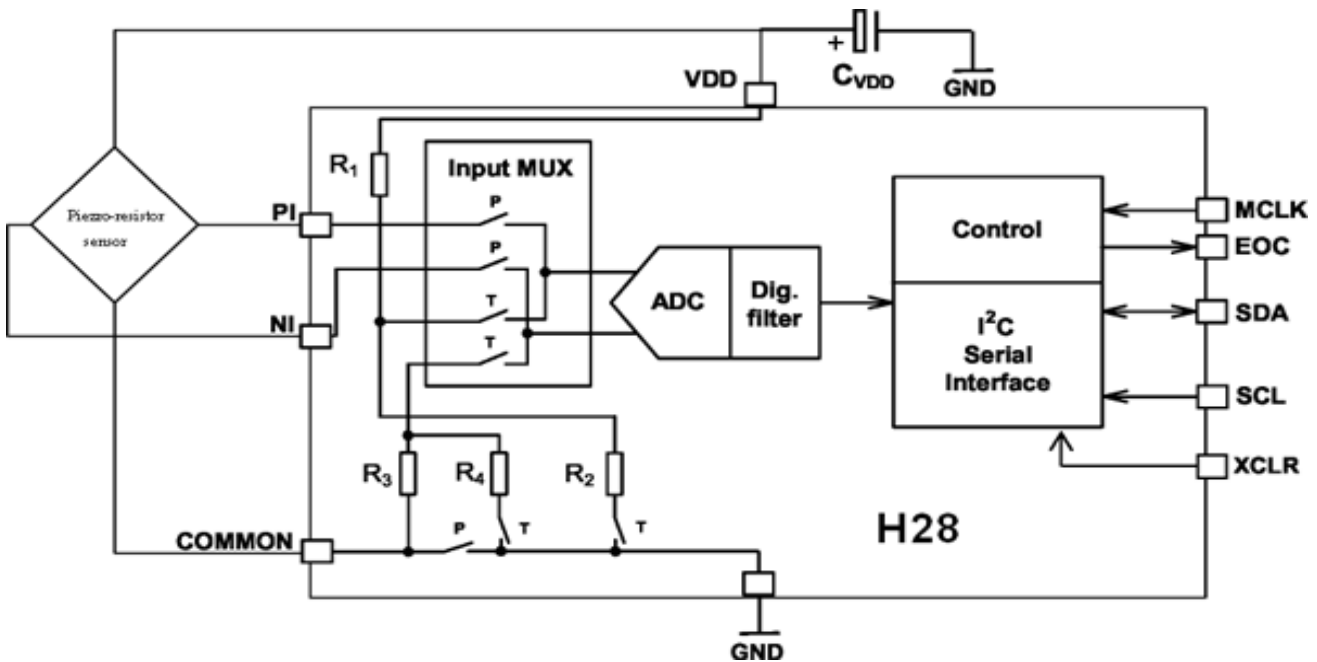 +
VDD
C_VDD
GND
R₁
Input MUX
P
Piezzo-resistor
sensor
PI
P
NI
T
T
ADC
Dig.
filter
Control
I²C
Serial
Interface
MCLK
EOC
SDA
SCL
XCLR
R₃
R₄
R₂
P
T
T
COMMON
H28
GND